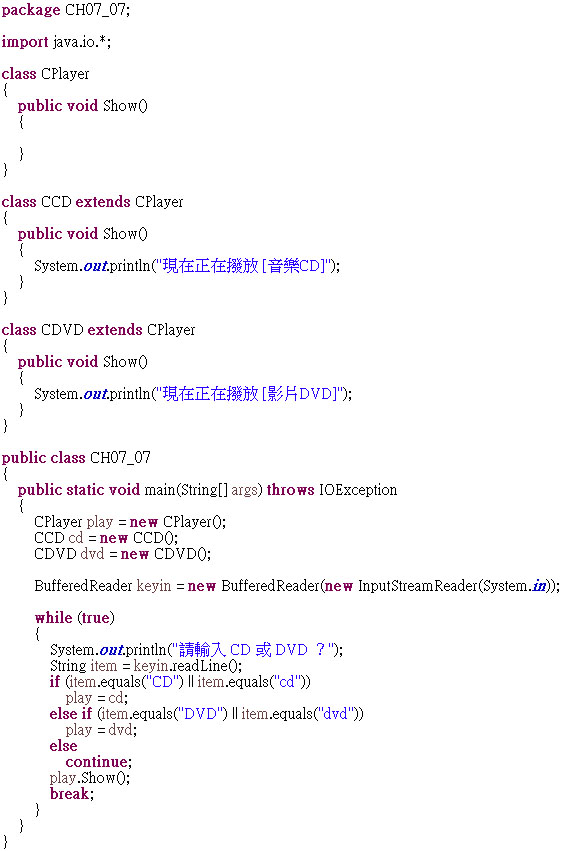 package CH07_07;
import java.io.*;
class CPlayer
{
public void Show()
{
}
}
class CCD extends CPlayer
{
public void Show()
{
System.out.println("現在正在撥放 [音樂CD]");
}
}
class CDVD extends CPlayer
{
public void Show()
{
System.out.println("現在正在撥放 [影片DVD]");
}
}
public class CH07_07
{
public static void main(String[] args) throws IOException
{
CPlayer play = new CPlayer();
CCD cd = new CCD();
CDVD dvd = new CDVD();
BufferedReader keyin = new BufferedReader(new InputStreamReader(System.in));
while (true)
{
System.out.println("請輸入 CD 或 DVD ？");
String item = keyin.readLine();
if (item.equals("CD") || item.equals("cd"))
play = cd;
else if (item.equals("DVD") || item.equals("dvd"))
play = dvd;
else
continue;
play.Show();
break;
}
}
}